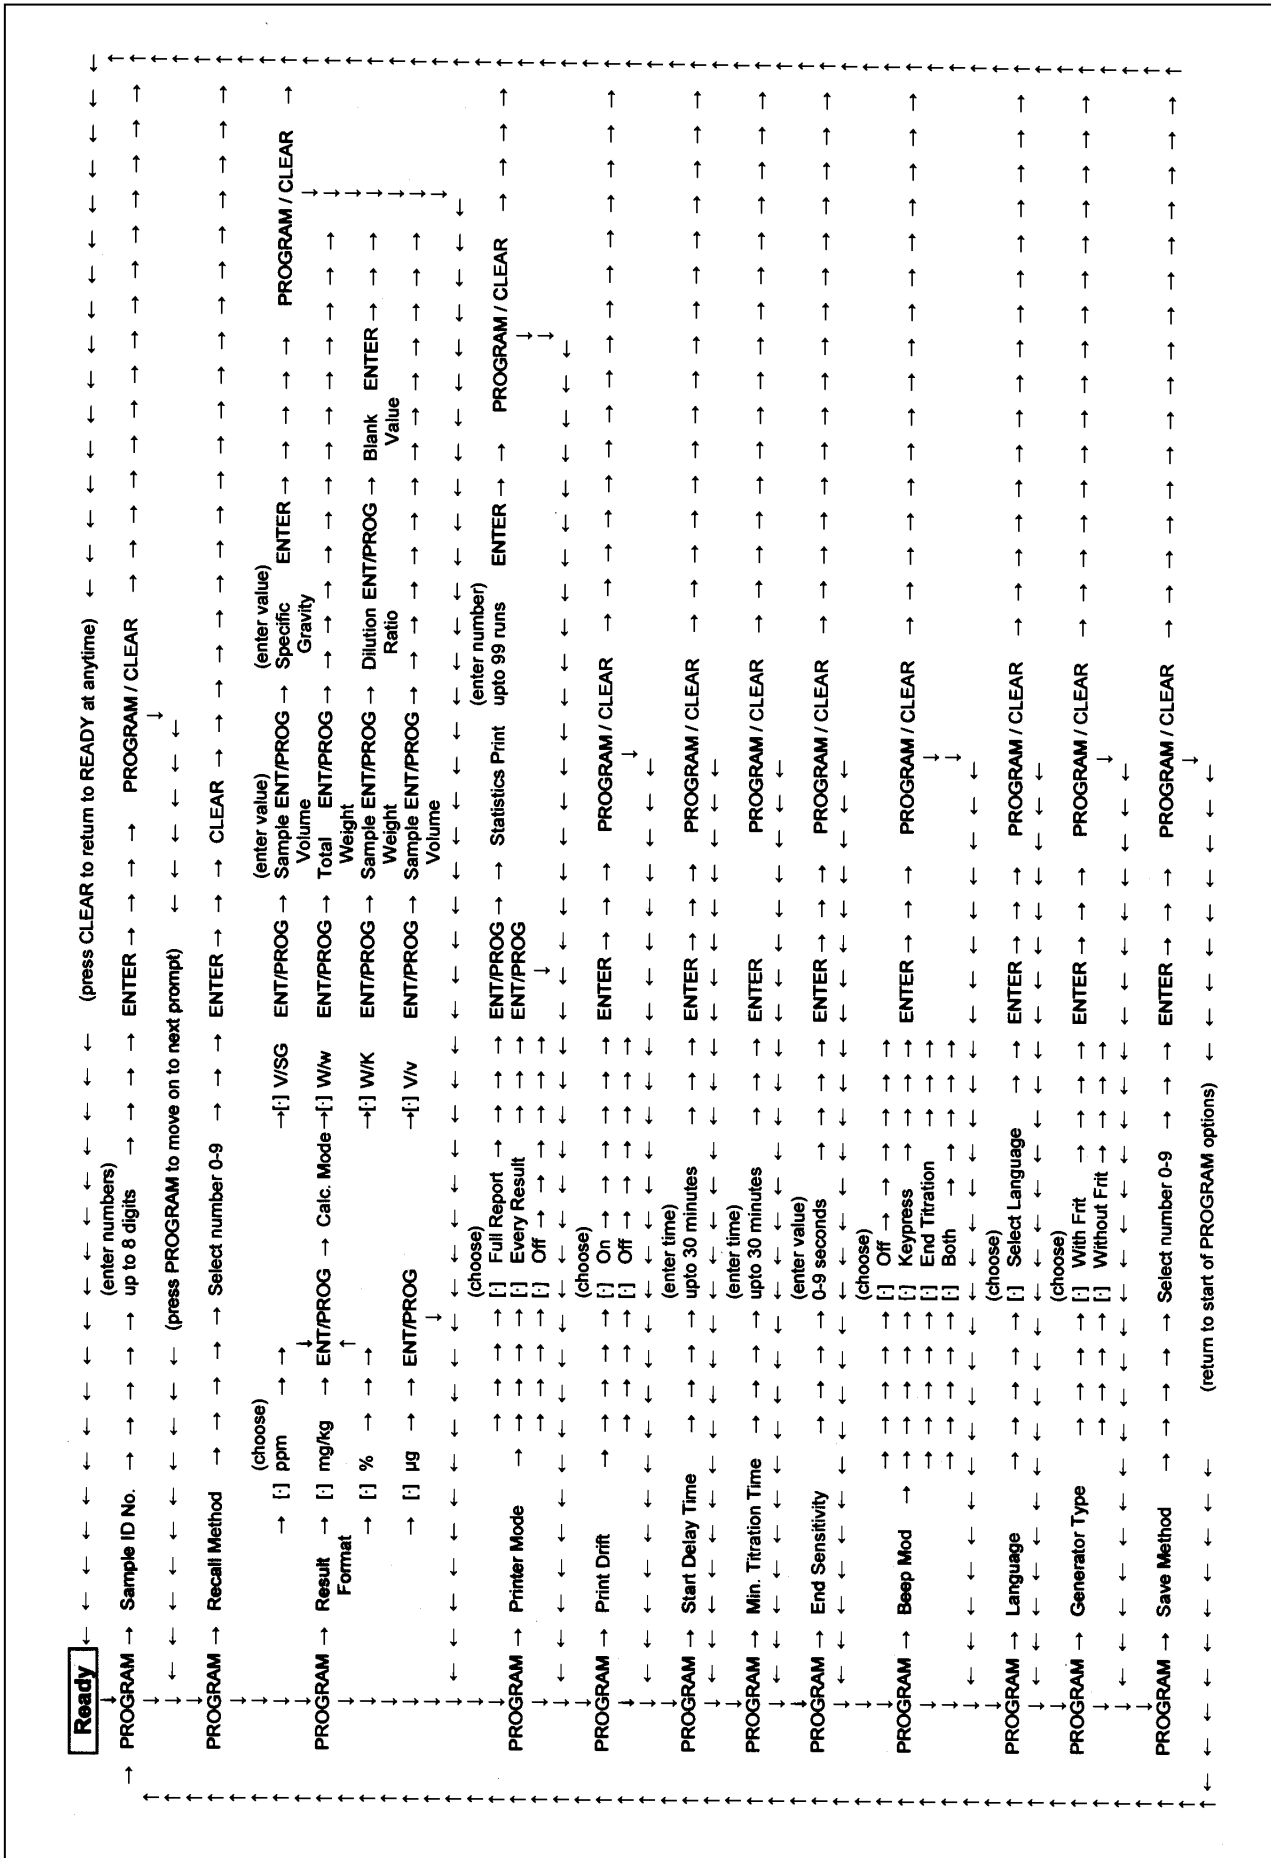 Ready
(press CLEAR to return to READY at anytime)
(enter numbers)
PROGRAM → Sample ID No. → up to 8 digits → ENTER → PROGRAM / CLEAR
(press PROGRAM to move on to next prompt)
PROGRAM → Recall Method → Select number 0-9 → ENTER → CLEAR
(choose) (enter value) (enter value)
→ [·] ppm →[·] V/SG ENT/PROG → Sample ENT/PROG → Specific ENTER → PROGRAM / CLEAR
Volume Gravity
PROGRAM → Result → [·] mg/kg → ENT/PROG → Calc. Mode →[·] W/w ENT/PROG → Total ENT/PROG →
Format Weight
→ [·] % →[·] W/K ENT/PROG → Sample ENT/PROG → Dilution ENT/PROG → Blank ENTER →
Weight Ratio Value
→ [·] µg → ENT/PROG →[·] V/v ENT/PROG → Sample ENT/PROG →
Volume
(choose) (enter number)
→ [·] Full Report → ENT/PROG → Statistics Print upto 99 runs ENTER → PROGRAM / CLEAR
PROGRAM → Printer Mode → [·] Every Result → ENT/PROG
→ [·] Off →
(choose)
PROGRAM → Print Drift → [·] On → ENTER → PROGRAM / CLEAR
→ [·] Off →
(enter time)
PROGRAM → Start Delay Time → upto 30 minutes → ENTER → PROGRAM / CLEAR
(enter time)
PROGRAM → Min. Titration Time → upto 30 minutes → ENTER PROGRAM / CLEAR
(enter value)
PROGRAM → End Sensitivity → 0-9 seconds → ENTER → PROGRAM / CLEAR
(choose)
→ [·] Off →
PROGRAM → Beep Mod → [·] Keypress → ENTER → PROGRAM / CLEAR
→ [·] End Titration →
→ [·] Both →
(choose)
PROGRAM → Language → [·] Select Language → ENTER → PROGRAM / CLEAR
(choose)
PROGRAM → Generator Type → [·] With Frit → ENTER → PROGRAM / CLEAR
→ [·] Without Frit →
PROGRAM → Save Method → Select number 0-9 → ENTER → PROGRAM / CLEAR
(return to start of PROGRAM options)